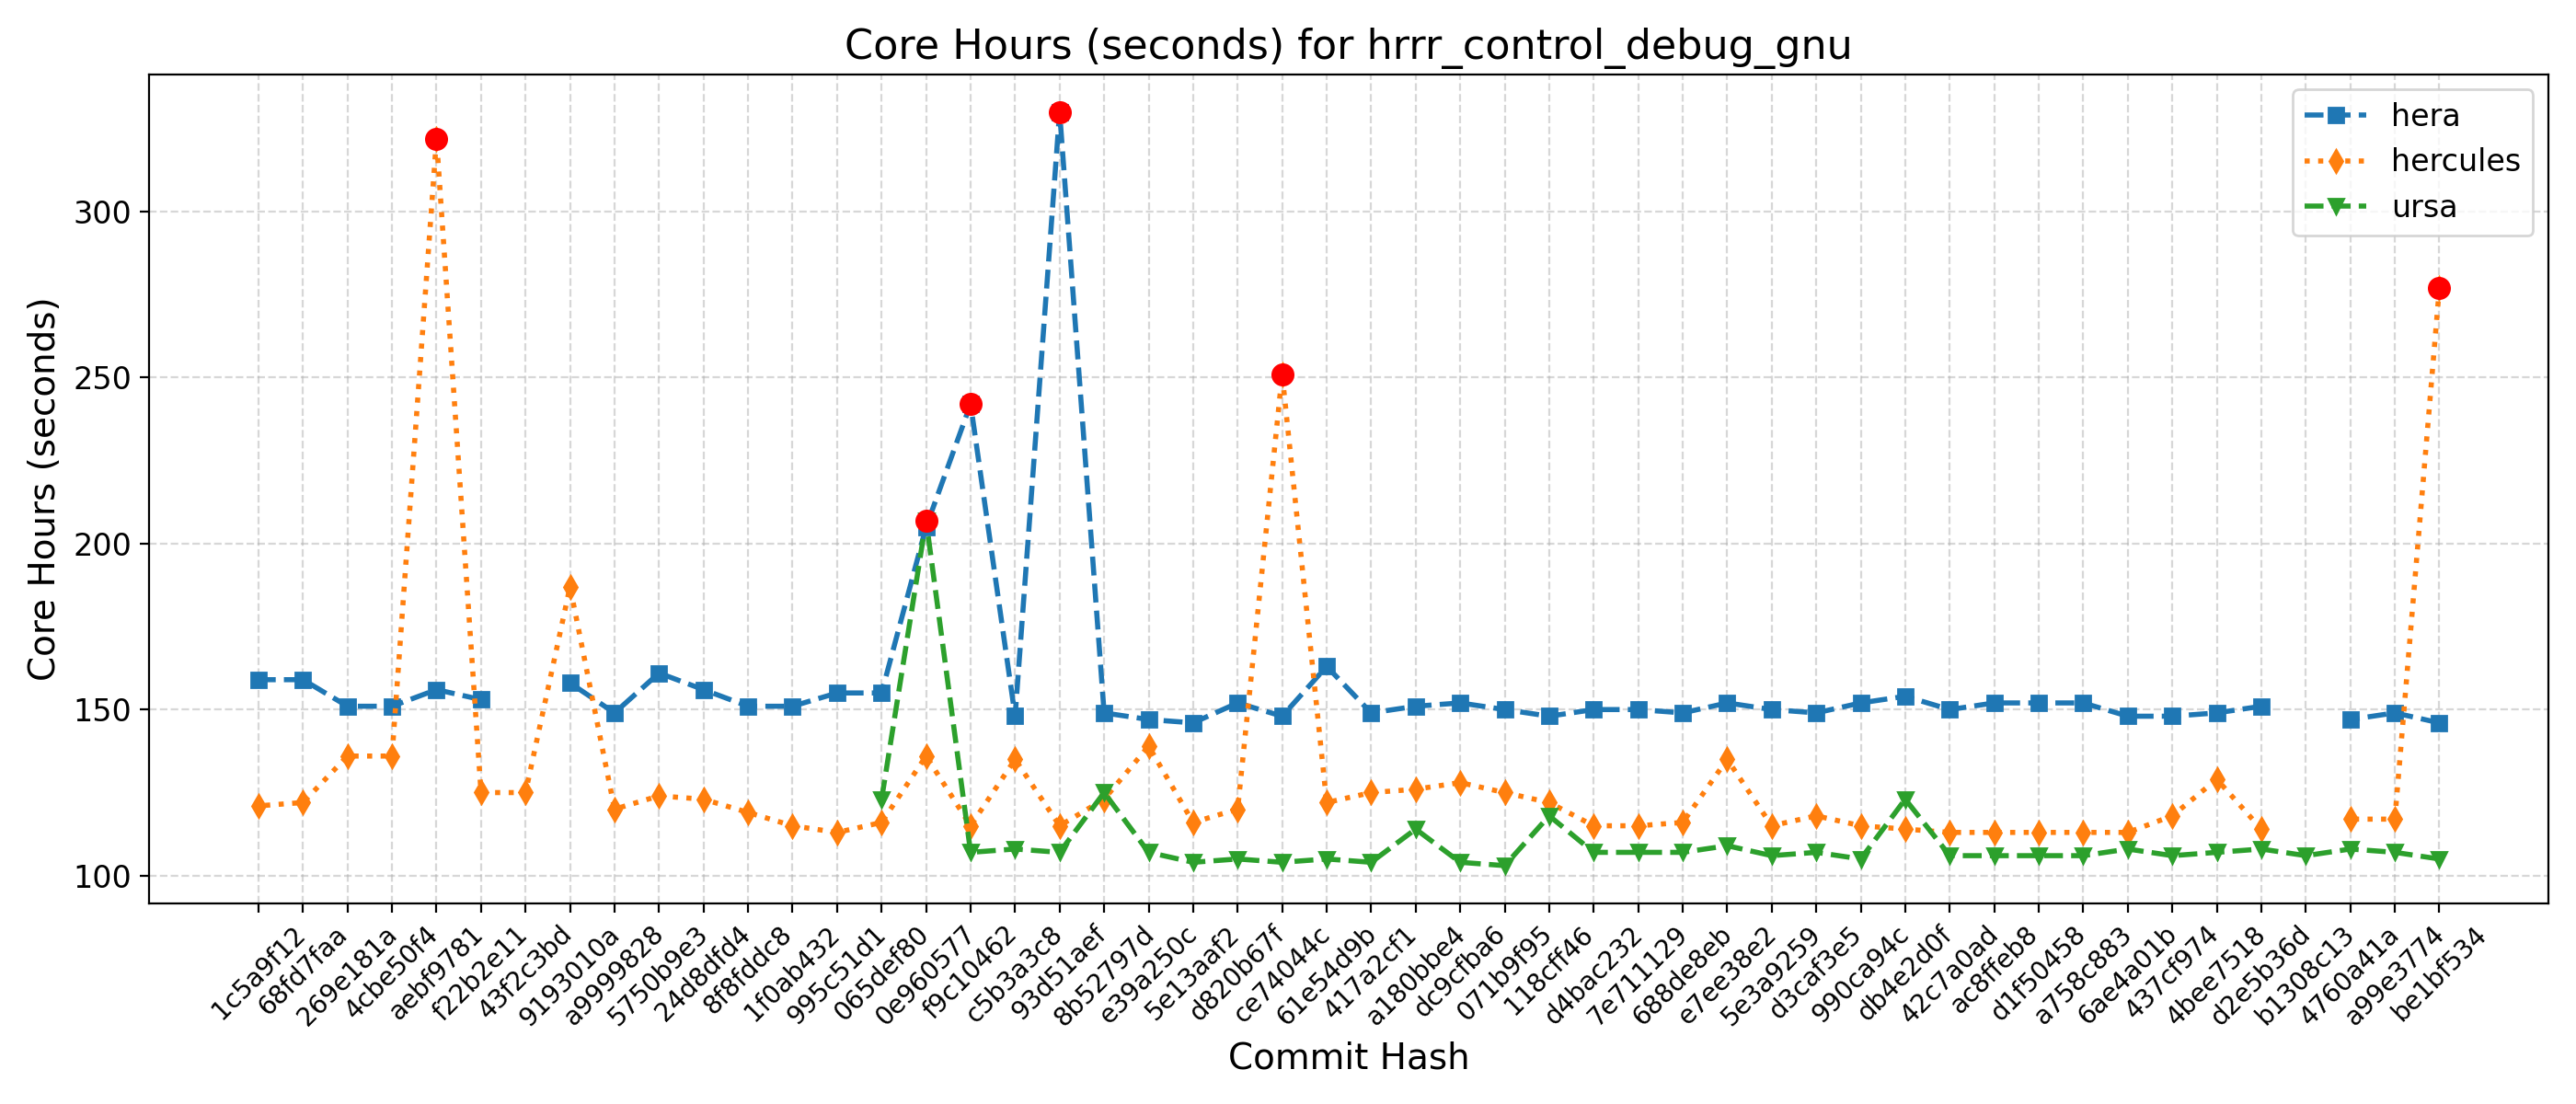 Core Hours (seconds) for hrrr_control_debug_gnu
hera
hercules
ursa
Core Hours (seconds)
300
250
200
150
100
1c5a9f12
68fd7faa
269e181a
4cbe50f4
aebf9781
f22b2e11
43f2c3bd
9193010a
a9999828
5750b9e3
24d8dfd4
8f8fddc8
1f0ab432
995c51d1
065def80
0e960577
f9c10462
c5b3a3c8
93d51aef
8b52797d
e39a250c
5e13aaf2
d820b67f
ce74044c
61e54d9b
417a2cf1
a180bbe4
dc9cfba6
071b9f95
118cff46
d4bac232
7e711129
688de8eb
e7ee38e2
5e3a9259
d3caf3e5
990ca94c
db4e2d0f
42c7a0ad
ac8ffeb8
d1f50458
a758c883
6ae4a01b
437cf974
4bee7518
d2e5b36d
b1308c13
4760a41a
a99e3774
be1bf534
Commit Hash